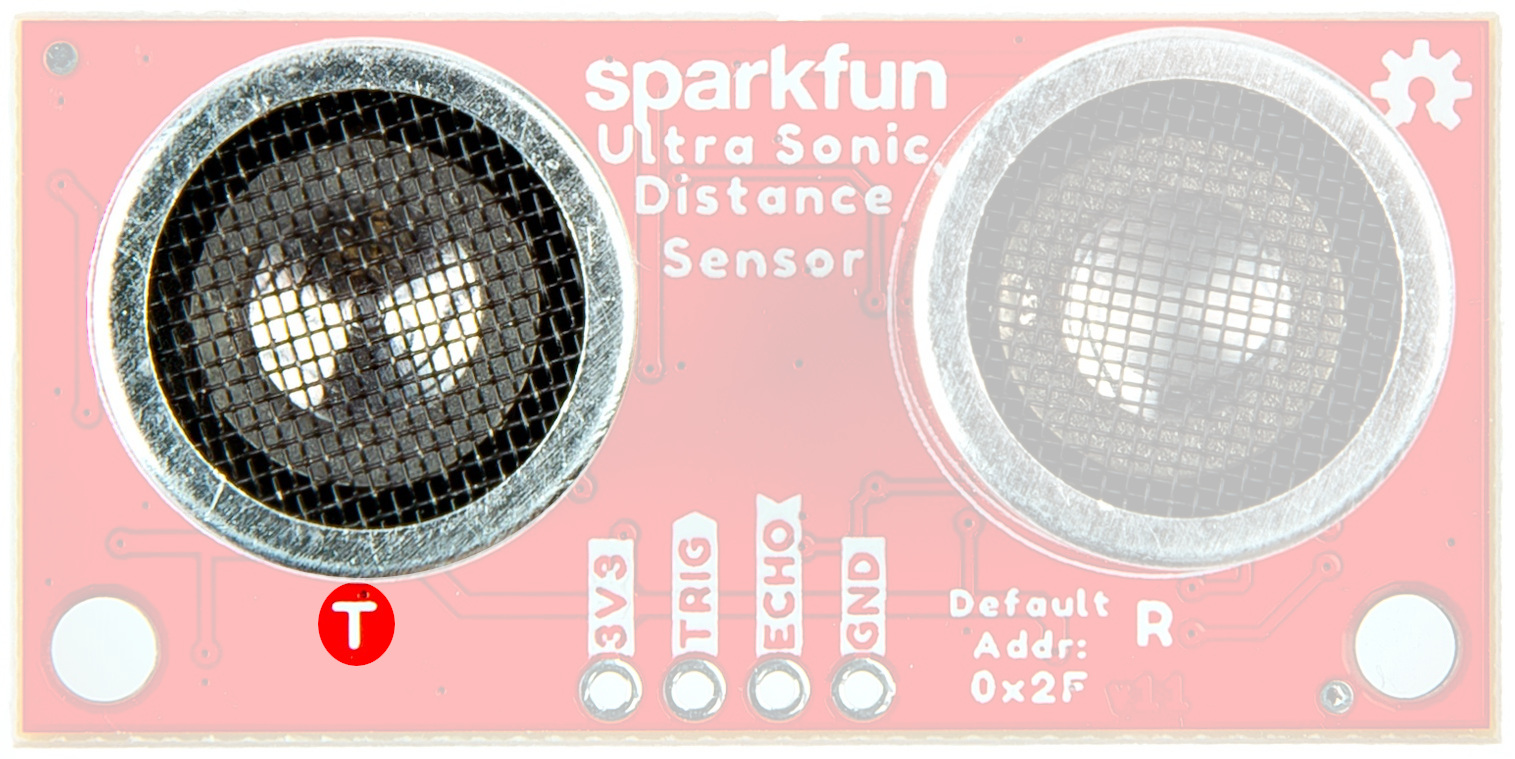 sparkfun
Ultra Sonic
Distance
Sensor
3V3
TRIG
ECHO
GND
T
Default
Addr:
0x2F
R
v11